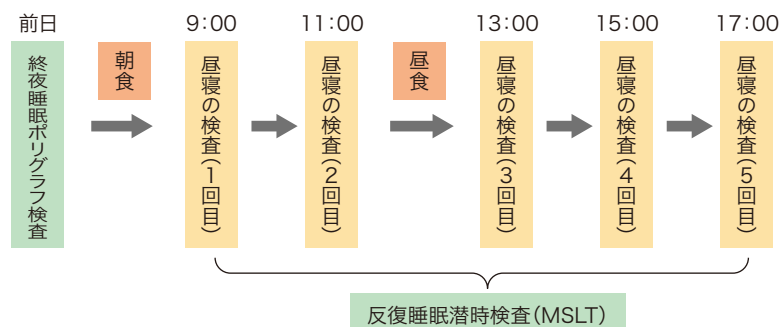 前日
9:00
11:00
13:00
15:00
17:00
終夜睡眠ポリグラフ検査
朝食
昼寝の検査(1回目)
昼寝の検査(2回目)
昼食
昼寝の検査(3回目)
昼寝の検査(4回目)
昼寝の検査(5回目)
反復睡眠潜時検査(MSLT)